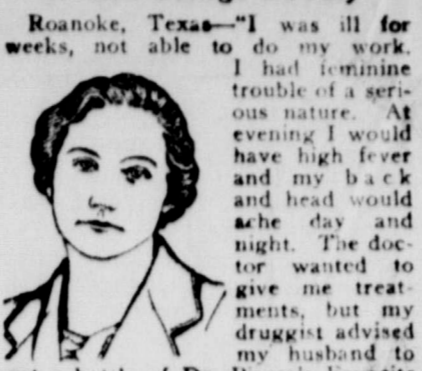 Roanoke, Texas—"I was ill for
weeks, not able to do my work.
I had feminine
trouble of a seri-
ous nature. At
evening I would
have high fever
and my back
and head would
ache day and
night. The doc-
tor wanted to
give me treat-
ments, but my
druggist advised
my husband to